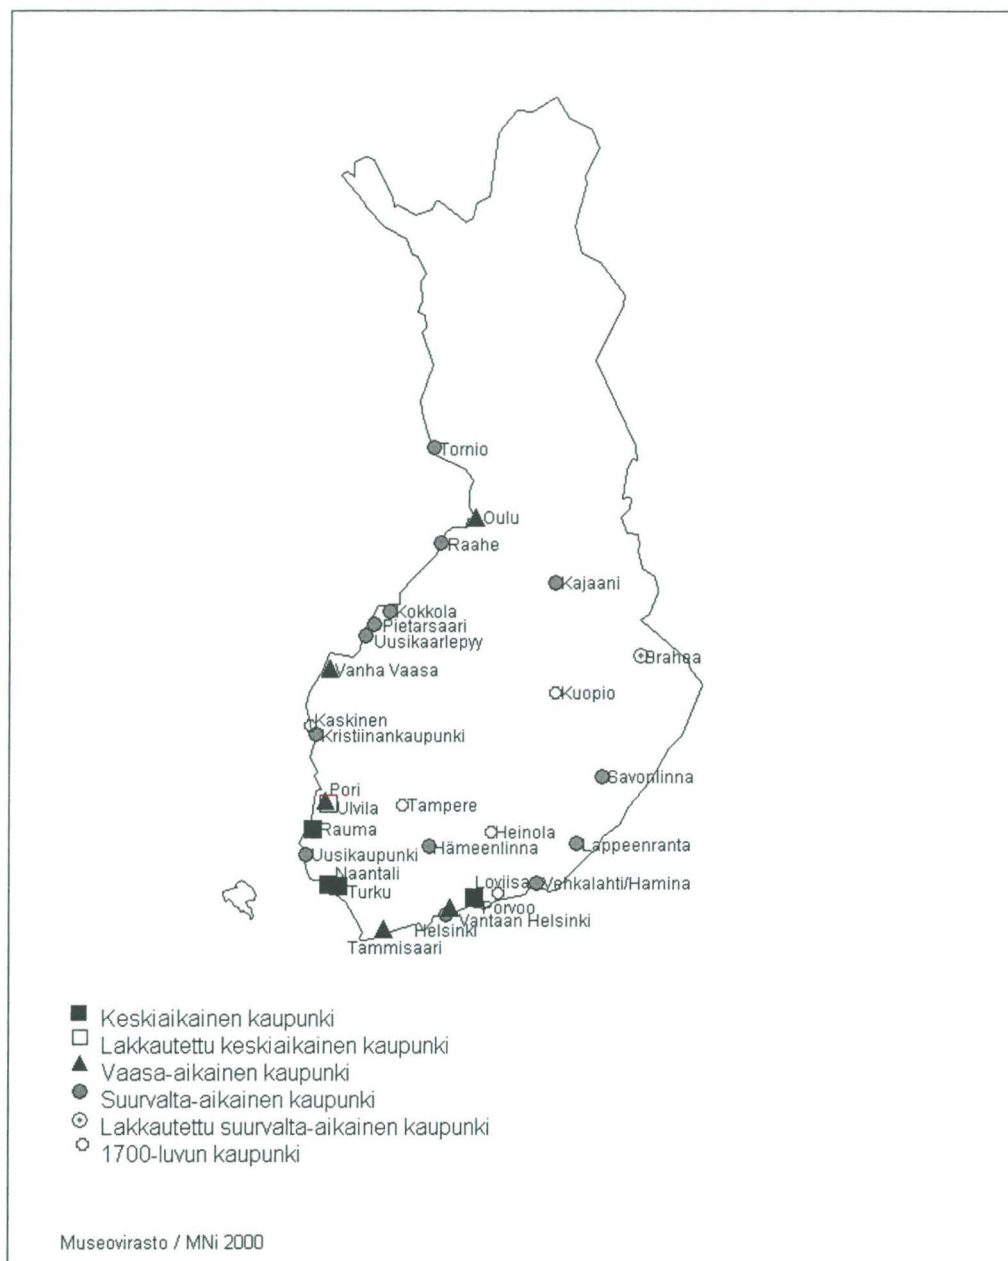 Tornio
Oulu
Raahe
Kajaani
Kokkola
Pietarsaari
Uusikaarlepyy
Brahea
Vanha Vaasa
Kuopio
Kaskinen
Kristiinankaupunki
Savonlinna
Pori
Ulvila
Tampere
Rauma
Heinola
Hämeenlinna
Lappeenranta
Uusikaupunki
Naantali
Turku
Loviisa
Vehkalahti/Hamina
Porvoo
Vantaan Helsinki
Helsinki
Tammisaari
Keskiaikainen kaupunki
Lakkautettu keskiaikainen kaupunki
Vaasa-aikainen kaupunki
Suurvalta-aikainen kaupunki
Lakkautettu suurvalta-aikainen kaupunki
1700-luvun kaupunki
Museovirasto / MNi 2000